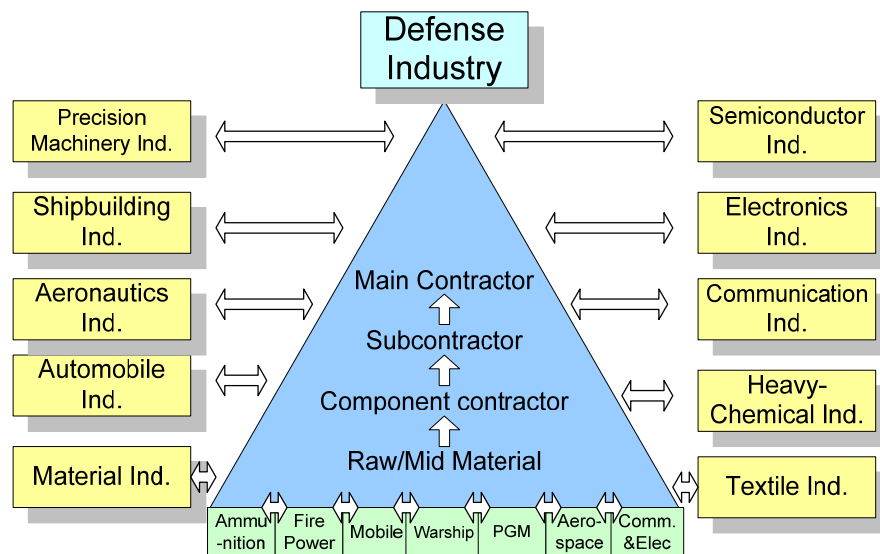 Defense
Industry
Precision
Machinery Ind.
Semiconductor
Ind.
Shipbuilding
Ind.
Electronics
Ind.
Main Contractor
Aeronautics
Ind.
Communication
Ind.
Subcontractor
Automobile
Ind.
Component contractor
Heavy-
Chemical Ind.
Raw/Mid Material
Material Ind.
Textile Ind.
Ammu
-nition
Fire
Power
Mobile
Warship
PGM
Aero-
space
Comm.
&Elec